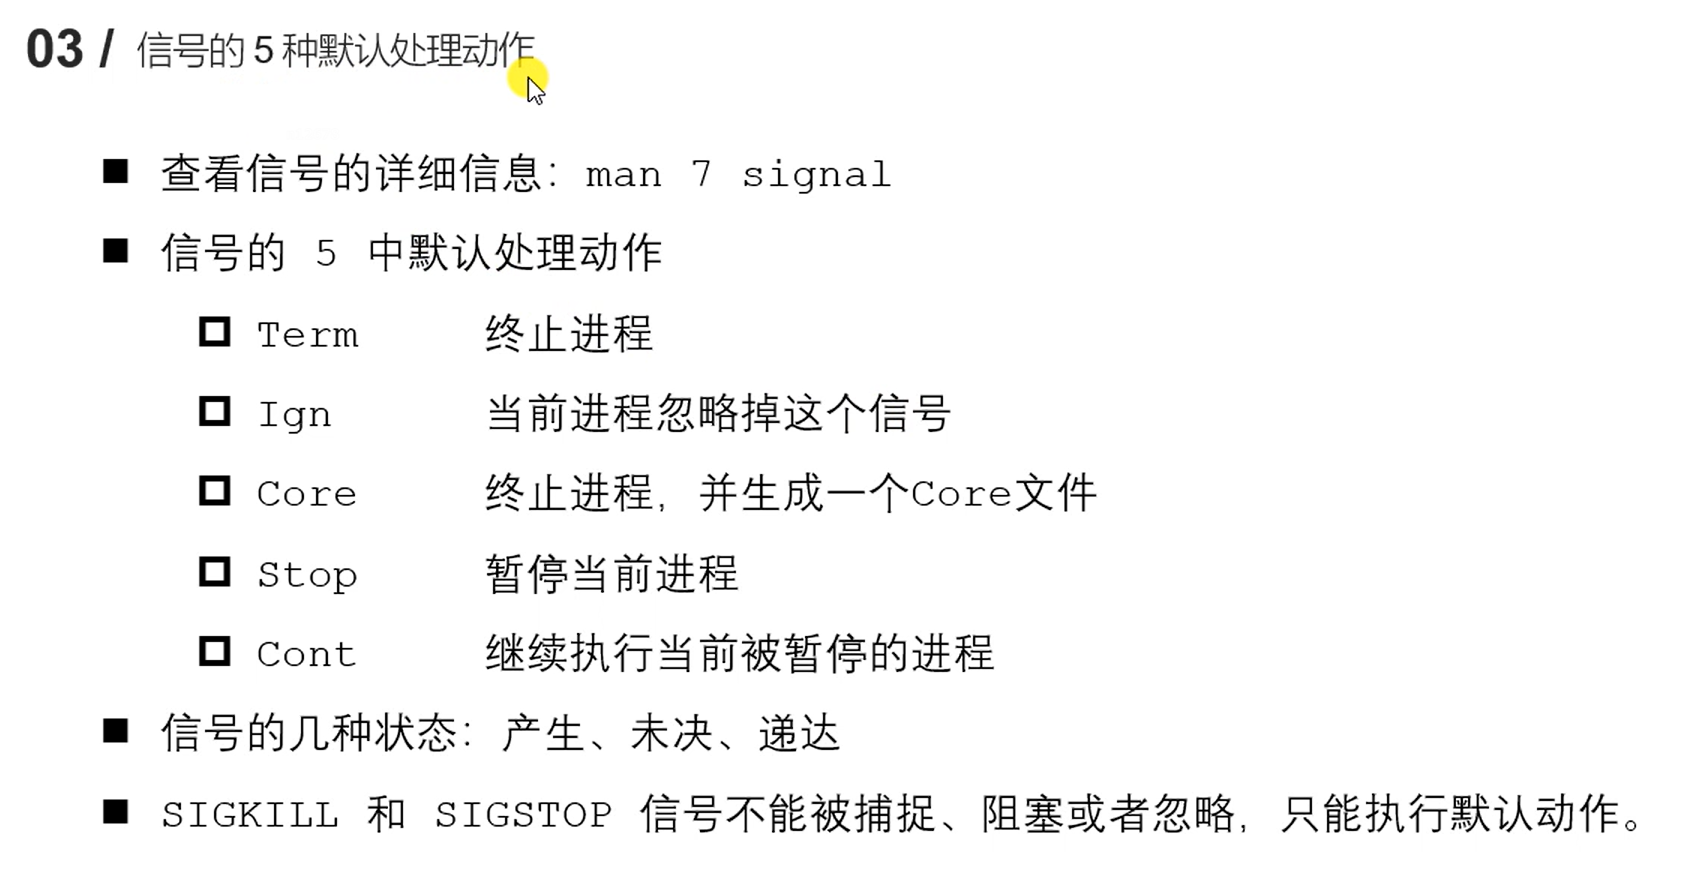 03 / 信号的 5 种默认处理动作
查看信号的详细信息：man 7 signal
信号的 5 中默认处理动作
Term 终止进程
Ign 当前进程忽略掉这个信号
Core 终止进程，并生成一个Core文件
Stop 暂停当前进程
Cont 继续执行当前被暂停的进程
信号的几种状态：产生、未决、递达
SIGKILL 和 SIGSTOP 信号不能被捕捉、阻塞或者忽略，只能执行默认动作。